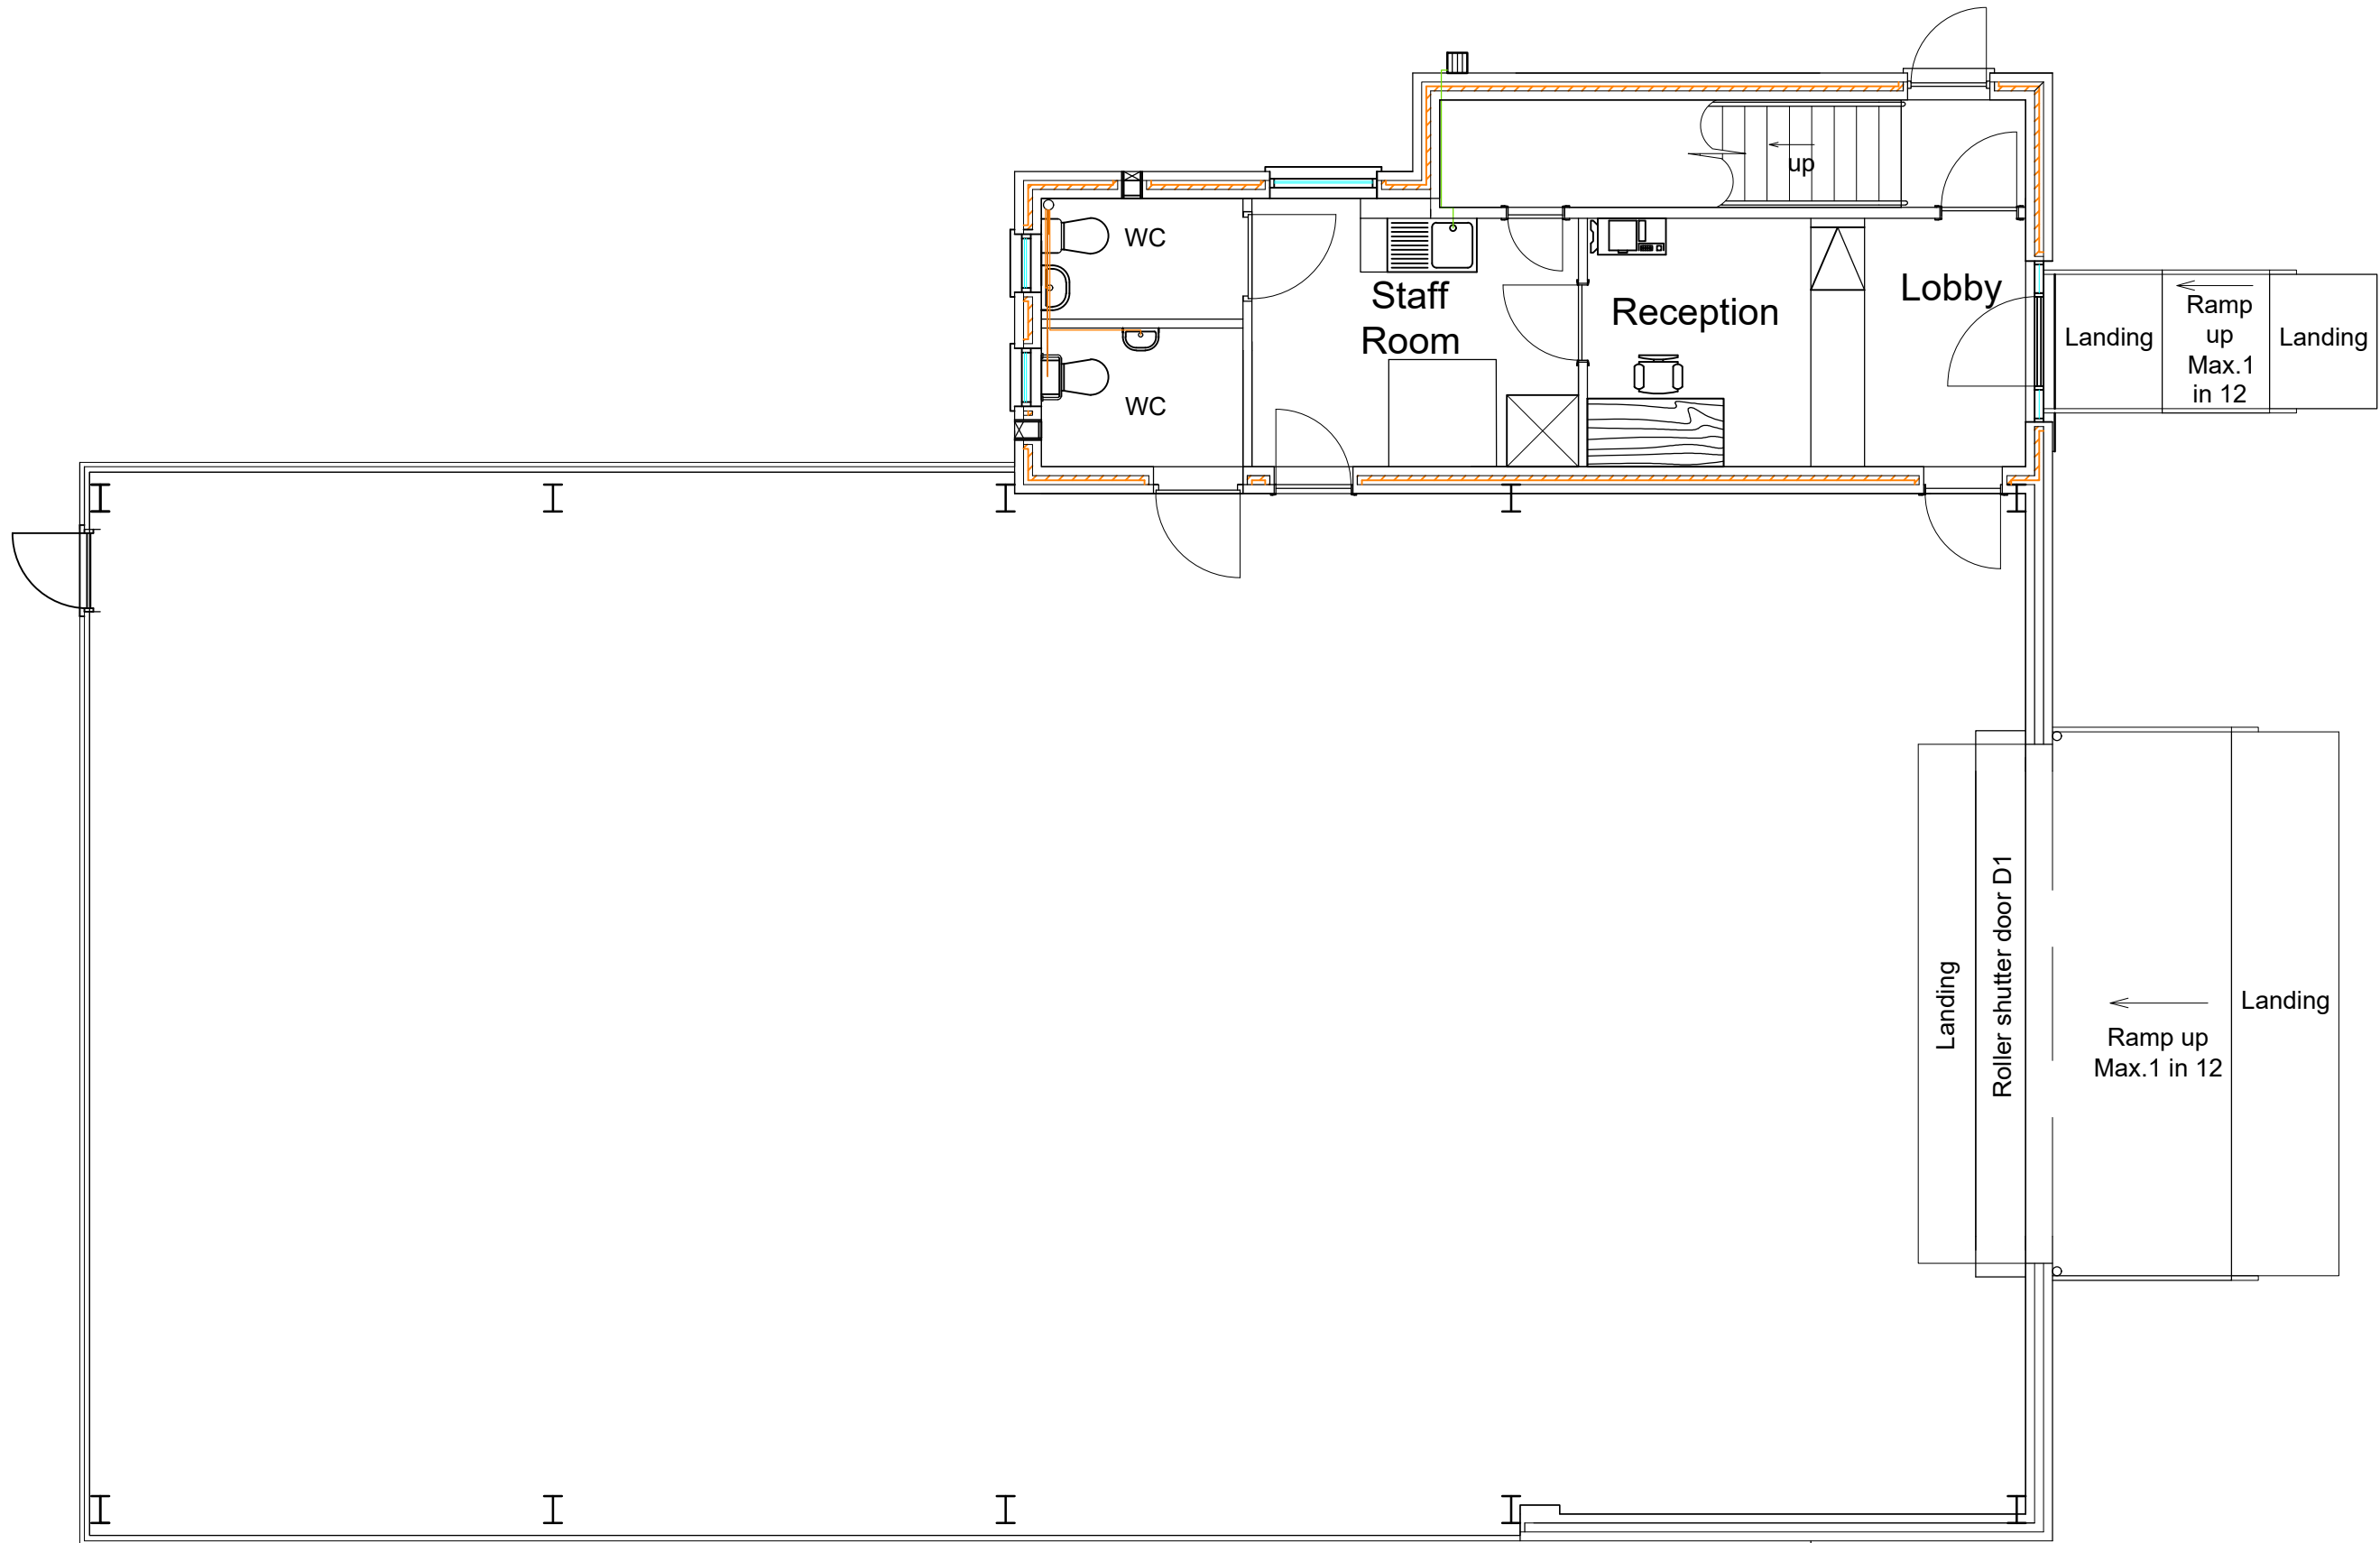 up
WC
Staff
Room
Reception
Lobby
Landing
Ramp
up
Max.1
in 12
Landing
WC
Landing
Roller shutter door D1
Ramp up
Max.1 in 12
Landing